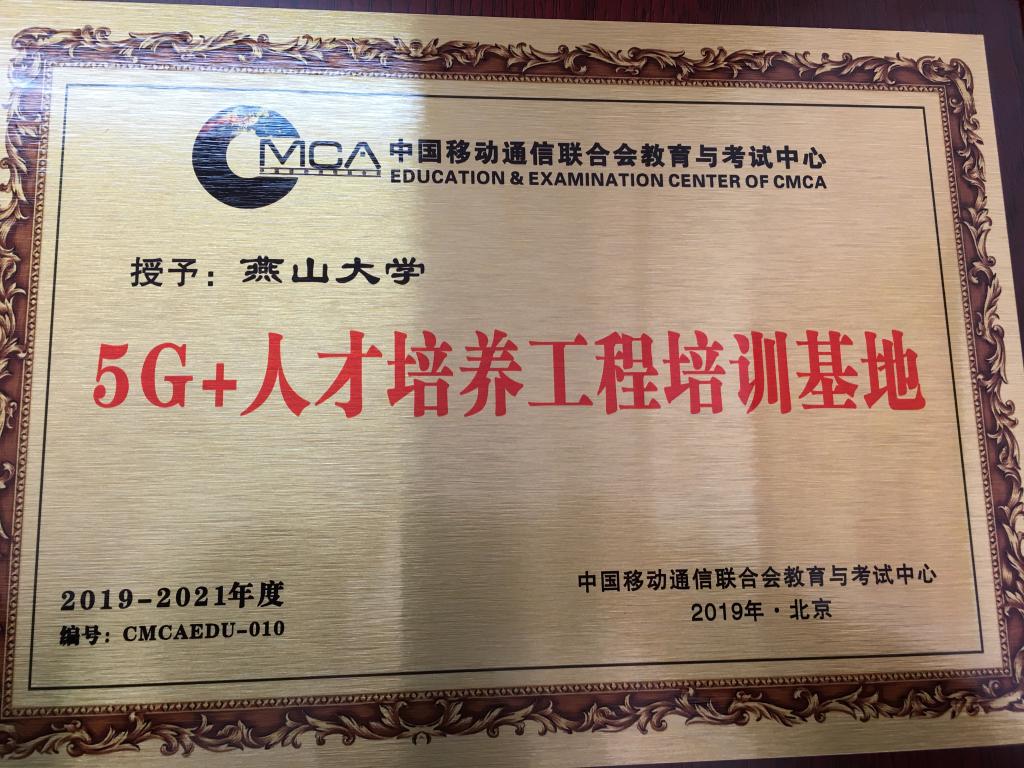 CMCA 中国移动通信联合会教育与考试中心
EDUCATION & EXAMINATION CENTER OF CMCA
授予：燕山大学
5G+人才培养工程培训基地
2019-2021年度
编号：CMCAEDU-010
中国移动通信联合会教育与考试中心
2019年·北京